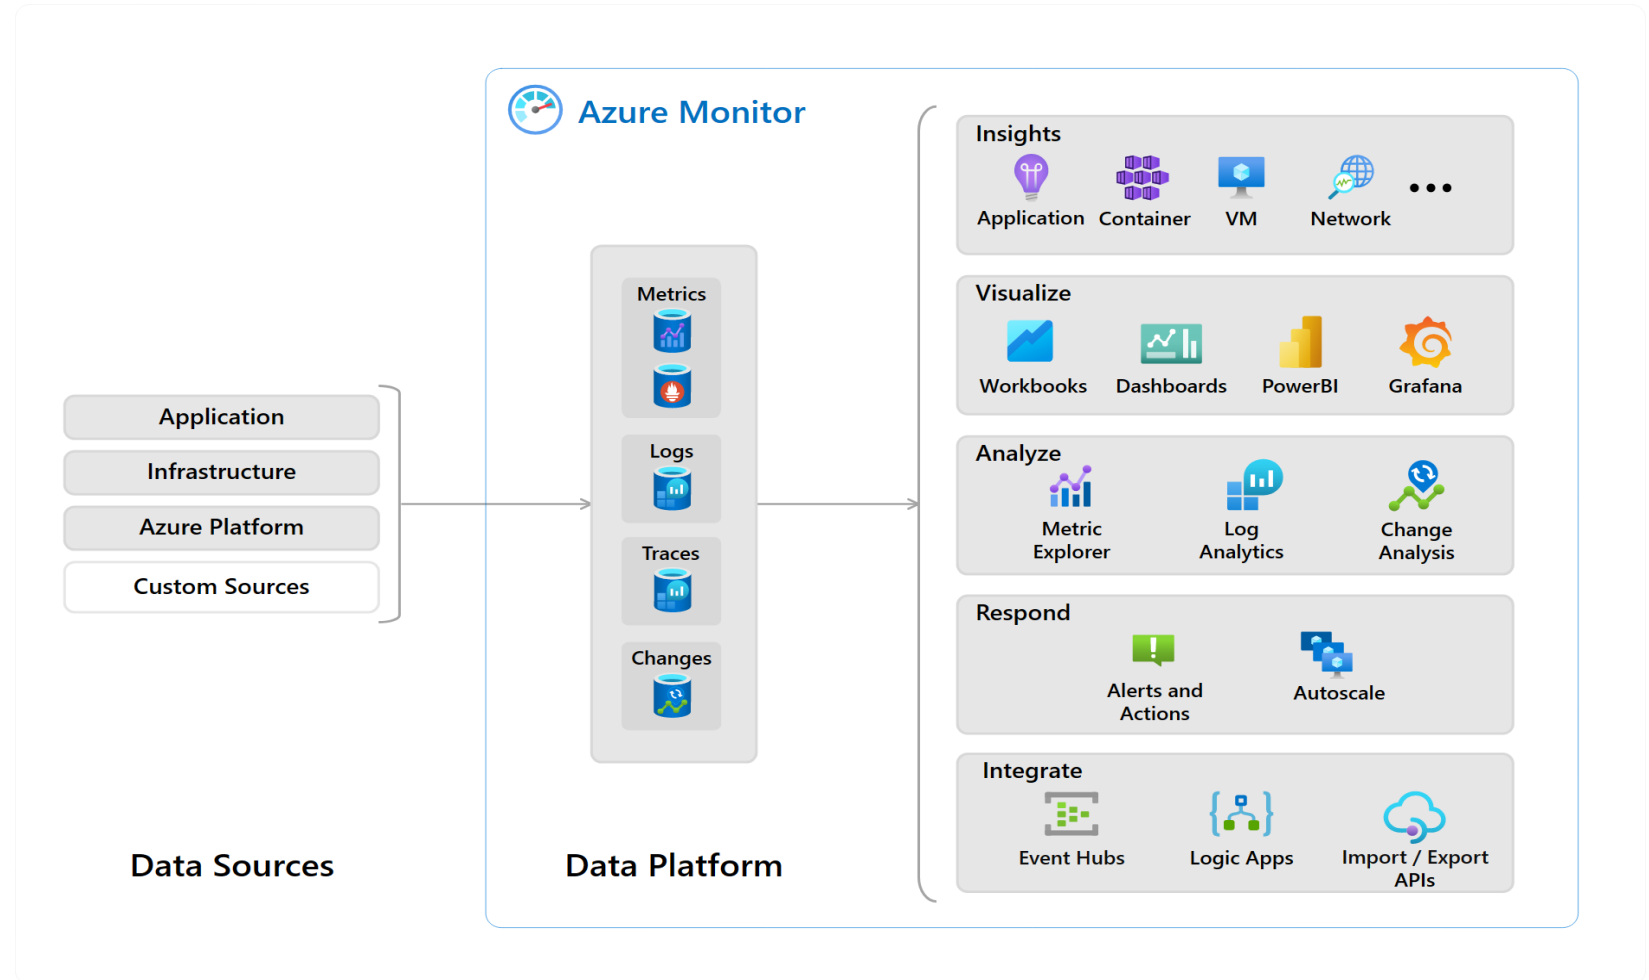 Azure Monitor
Application
Infrastructure
Azure Platform
Custom Sources
Data Sources
Metrics
Logs
Traces
Changes
Data Platform
Insights
Application
Container
VM
Network
...
Visualize
Workbooks
Dashboards
PowerBI
Grafana
Analyze
Metric
Explorer
Log
Analytics
Change
Analysis
Respond
Alerts and
Actions
Autoscale
Integrate
Event Hubs
Logic Apps
Import / Export
APIs